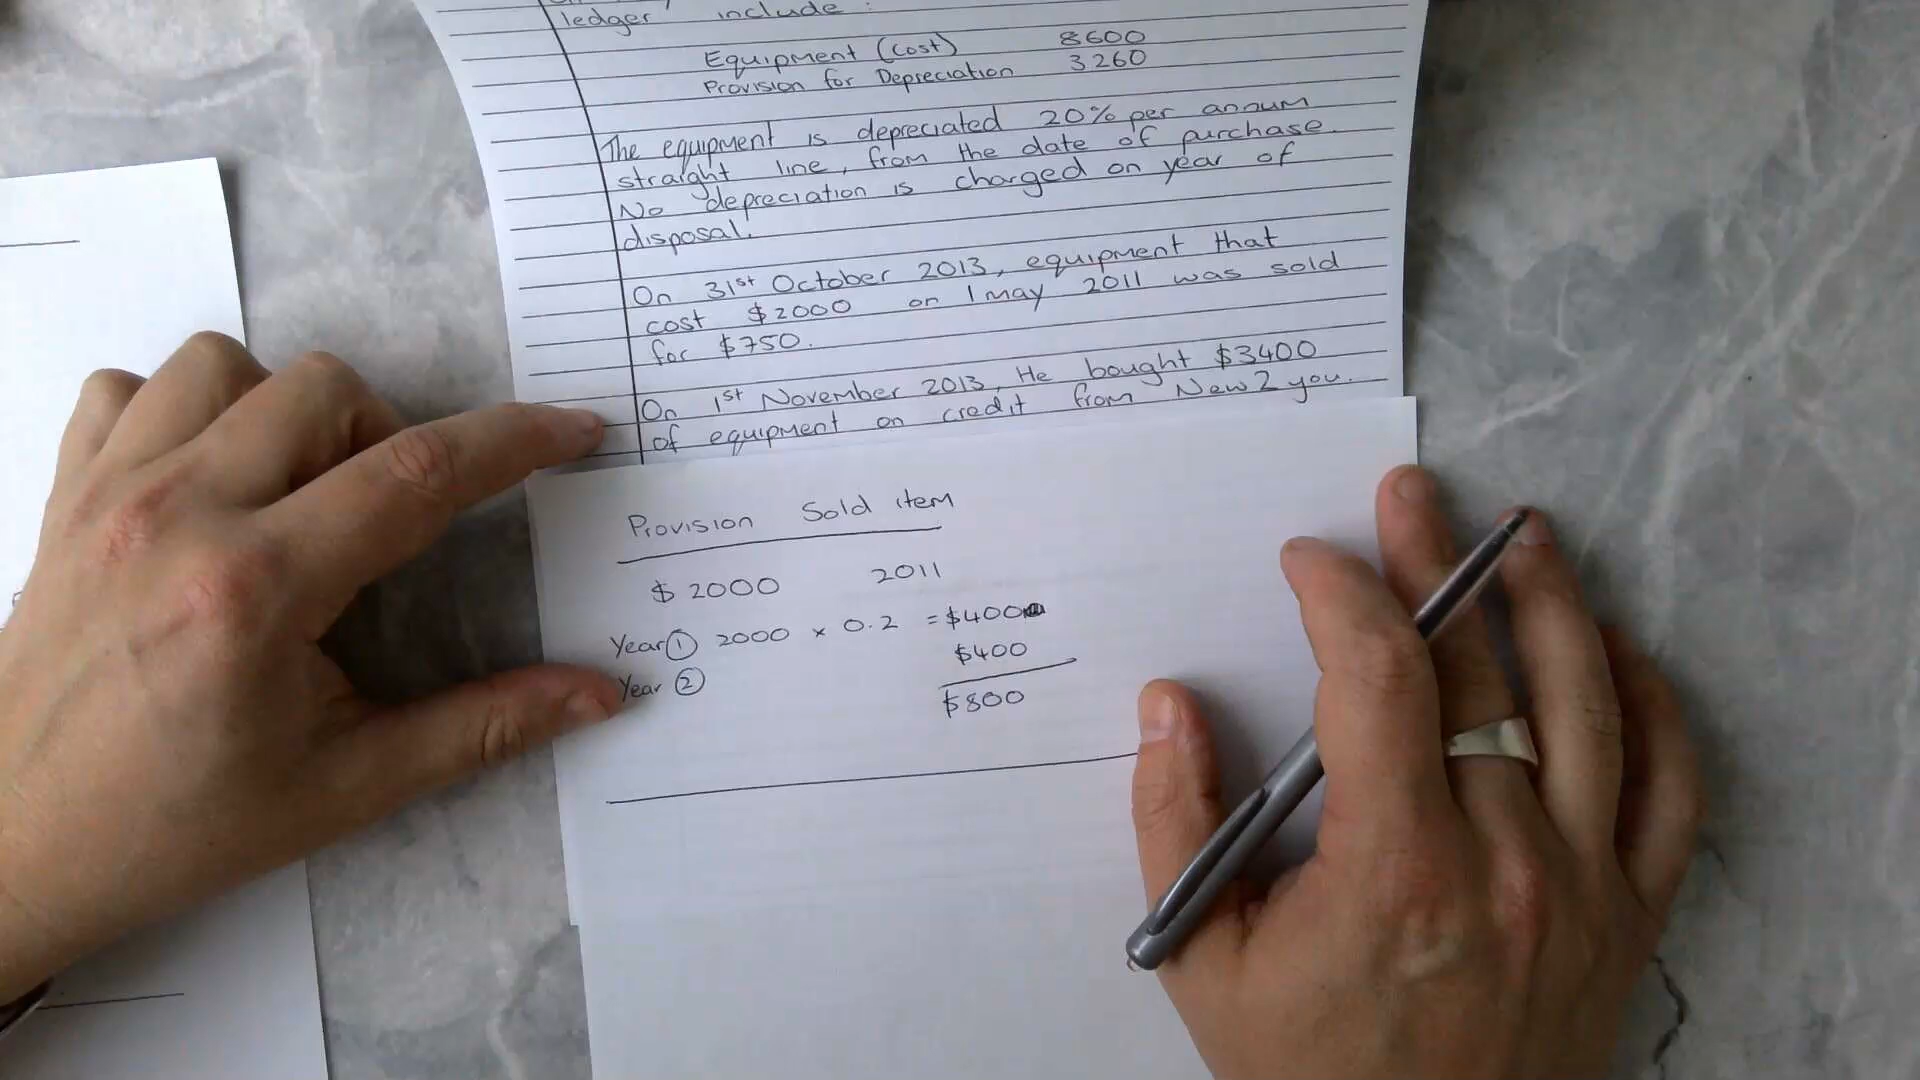 ledger' include :
Equipment (Cost) 8600
Provision for Depreciation 3260
The equipment is depreciated 20% per annum
straight line, from the date of purchase.
No depreciation is charged on year of
disposal.
On 31st October 2013, equipment that
cost $2000 on 1 may 2011 was sold
for $750.
On 1st November 2013, He bought $3400
of equipment on credit from New2 you.
Provision Sold item
$ 2000 2011
Year ① 2000 × 0.2 = $400
$400
Year ②
$800